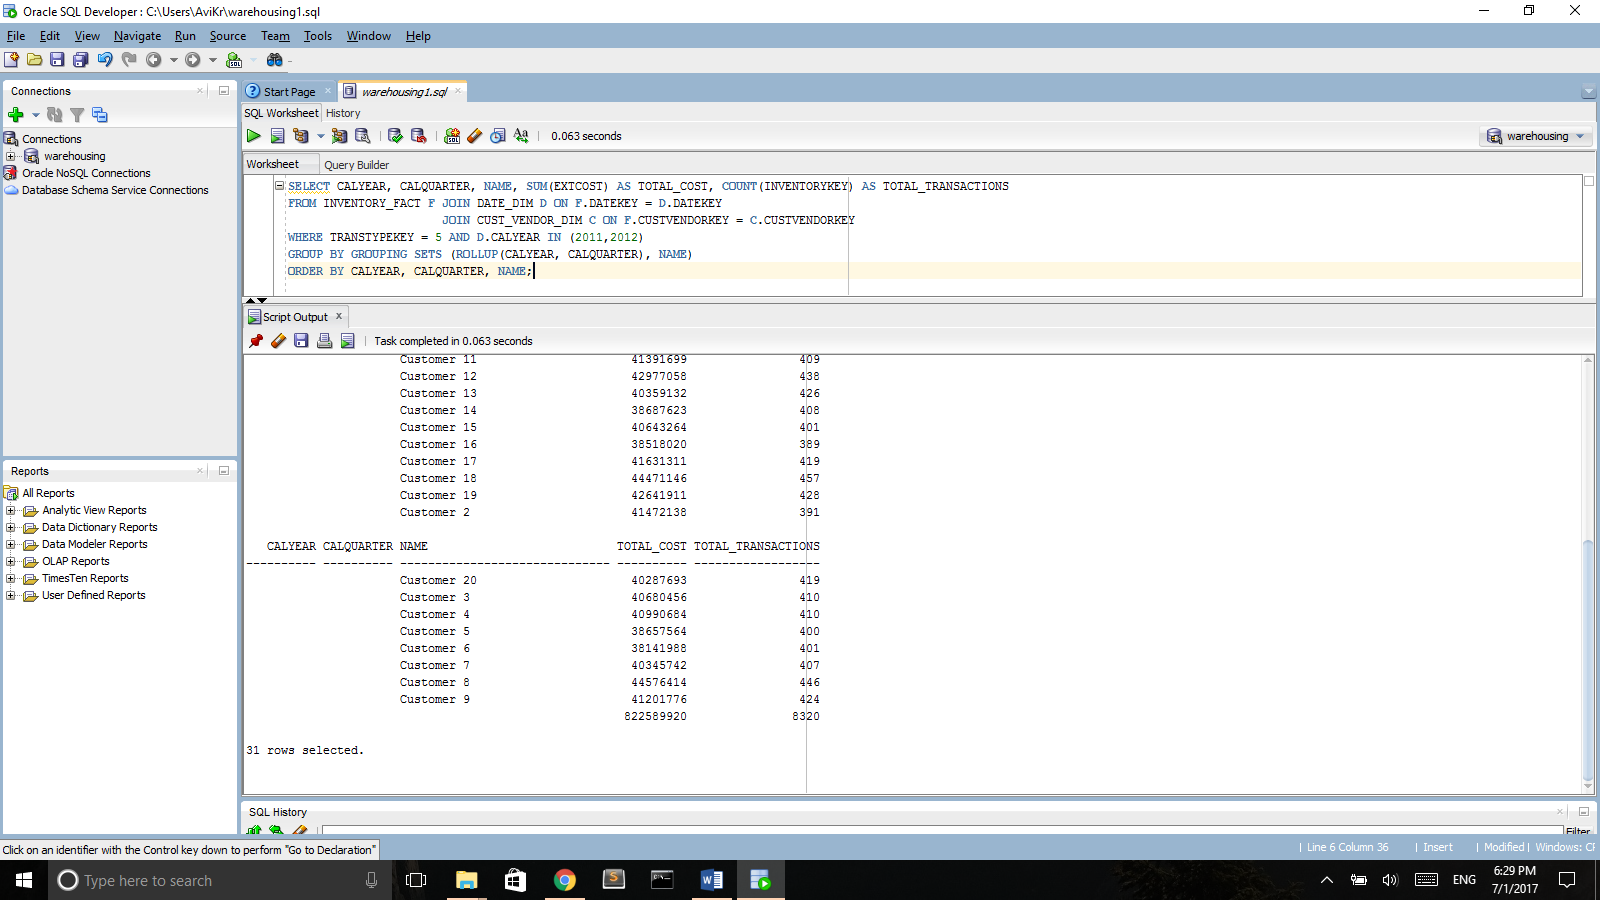 Oracle SQL Developer : C:\Users\AviKr\warehousing1.sql
File Edit View Navigate Run Source Team Tools Window Help
Connections
Connections
warehousing
Oracle NoSQL Connections
Database Schema Service Connections
Reports
All Reports
Analytic View Reports
Data Dictionary Reports
Data Modeler Reports
OLAP Reports
TimesTen Reports
User Defined Reports
Start Page warehousing1.sql
SQL Worksheet History
0.063 seconds warehousing
Worksheet Query Builder
SELECT CALYEAR, CALQUARTER, NAME, SUM(EXTCOST) AS TOTAL_COST, COUNT(INVENTORYKEY) AS TOTAL_TRANSACTIONS
FROM INVENTORY_FACT F JOIN DATE_DIM D ON F.DATEKEY = D.DATEKEY
JOIN CUST_VENDOR_DIM C ON F.CUSTVENDORKEY = C.CUSTVENDORKEY
WHERE TRANSTYPEKEY = 5 AND D.CALYEAR IN (2011,2012)
GROUP BY GROUPING SETS (ROLLUP(CALYEAR, CALQUARTER), NAME)
ORDER BY CALYEAR, CALQUARTER, NAME;
Script Output x
Task completed in 0.063 seconds
Customer 11 41391699 409
Customer 12 42977058 438
Customer 13 40359132 426
Customer 14 38687623 408
Customer 15 40643264 401
Customer 16 38518020 389
Customer 17 41631311 419
Customer 18 44471146 457
Customer 19 42641911 428
Customer 2 41472138 391
CALYEAR CALQUARTER NAME TOTAL_COST TOTAL_TRANSACTIONS
---------- ---------- ------------------------------ ---------- ------------------
Customer 20 40287693 419
Customer 3 40680456 410
Customer 4 40990684 410
Customer 5 38657564 400
Customer 6 38141988 401
Customer 7 40345742 407
Customer 8 44576414 446
Customer 9 41201776 424
822589920 8320
31 rows selected.
SQL History
Filter
Click on an identifier with the Control key down to perform "Go to Declaration"
Line 6 Column 36 Insert Modified Windows: CF
Type here to search
ENG
6:29 PM
7/1/2017